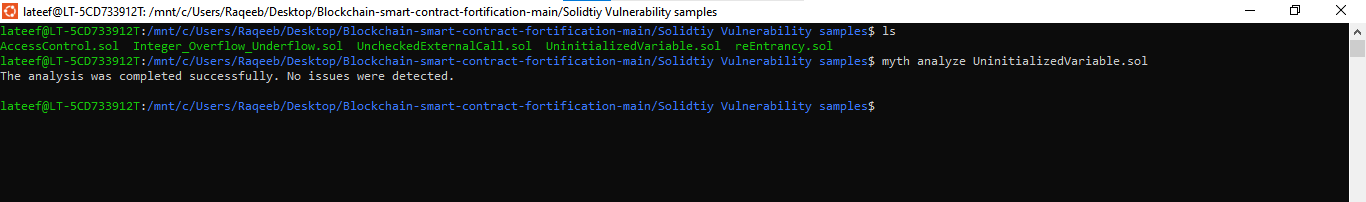 lateef@LT-5CD733912T: /mnt/c/Users/Raqeeb/Desktop/Blockchain-smart-contract-fortification-main/Solidtiy Vulnerability samples
lateef@LT-5CD733912T:/mnt/c/Users/Raqeeb/Desktop/Blockchain-smart-contract-fortification-main/Solidtiy Vulnerability samples$ ls
AccessControl.sol  Integer_Overflow_Underflow.sol  UncheckedExternalCall.sol  UninitializedVariable.sol  reEntrancy.sol
lateef@LT-5CD733912T:/mnt/c/Users/Raqeeb/Desktop/Blockchain-smart-contract-fortification-main/Solidtiy Vulnerability samples$ myth analyze UninitializedVariable.sol
The analysis was completed successfully. No issues were detected.
lateef@LT-5CD733912T:/mnt/c/Users/Raqeeb/Desktop/Blockchain-smart-contract-fortification-main/Solidtiy Vulnerability samples$